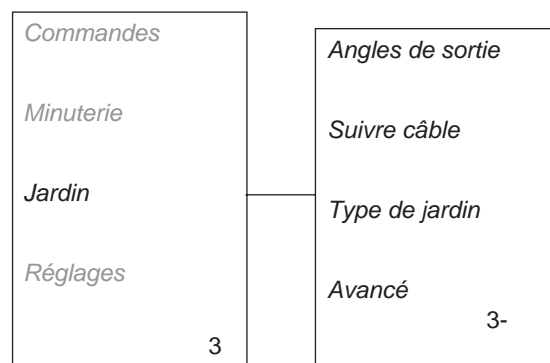 Commandes
Minuterie
Jardin
Réglages
3
Angles de sortie
Suivre câble
Type de jardin
Avancé
3-